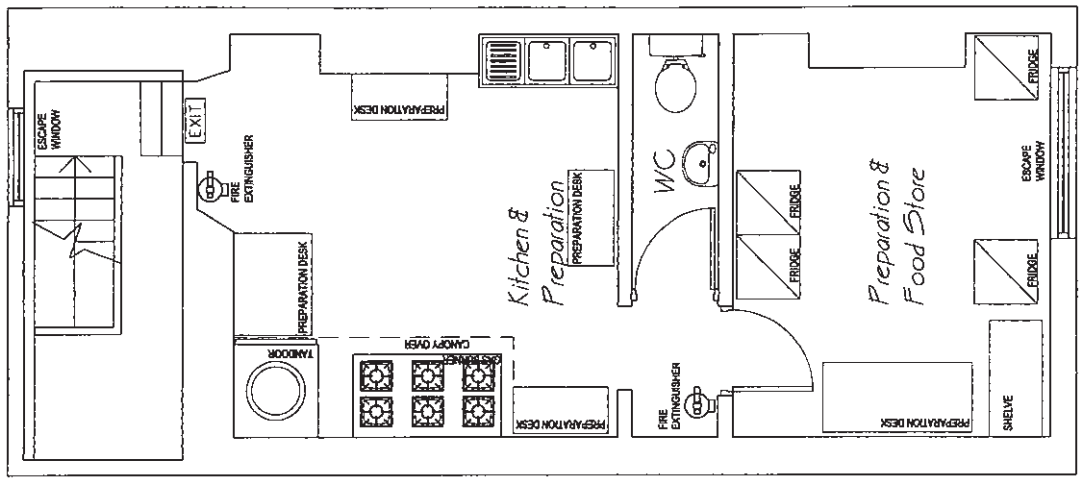 ESCAPE
WINDOW
EXIT
FIRE
EXTINGUISHER
PREPARATION DESK
PREPARATION DESK
TANDOOR
CANOPY OVER
GAS BURNER
PREPARATION DESK
Kitchen &
Preparation
PREPARATION DESK
WC
FIRE
EXTINGUISHER
FRIDGE
FRIDGE
Preparation &
Food Store
PREPARATION DESK
FRIDGE
ESCAPE
WINDOW
FRIDGE
SHELVE